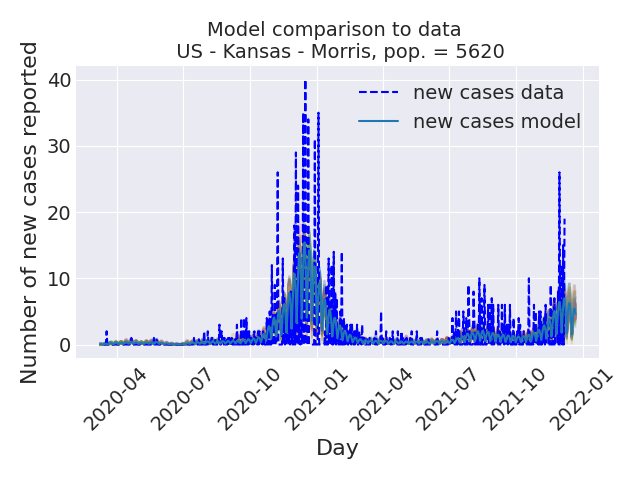 Model comparison to data
US - Kansas - Morris, pop. = 5620
Number of new cases reported
40
30
20
10
0
new cases data
new cases model
2020-04
2020-07
2020-10
2021-01
2021-04
2021-07
2021-10
2022-01
Day